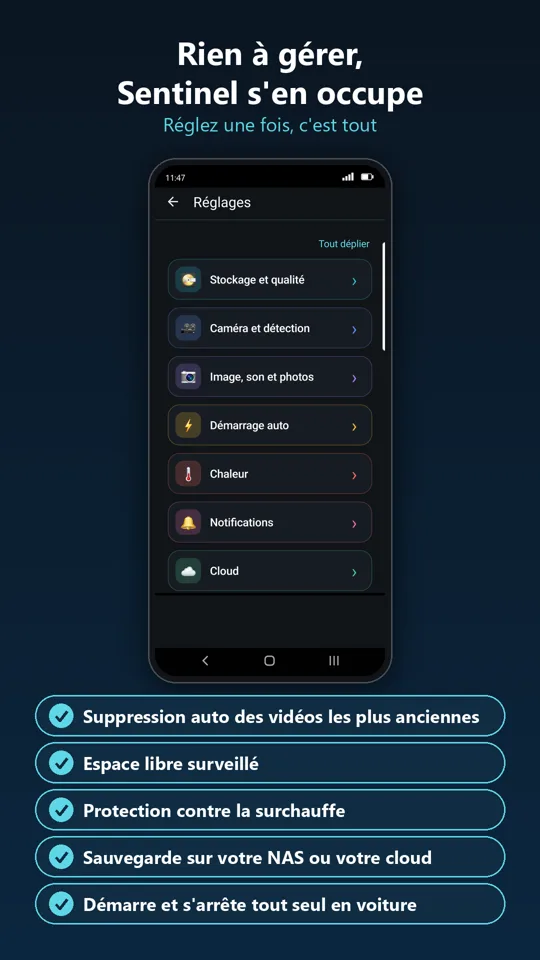 Rien à gérer,
Sentinel s'en occupe
Réglez une fois, c'est tout
11:47
Réglages
Tout déplier
Stockage et qualité
Caméra et détection
Image, son et photos
Démarrage auto
Chaleur
Notifications
Cloud
Suppression auto des vidéos les plus anciennes
Espace libre surveillé
Protection contre la surchauffe
Sauvegarde sur votre NAS ou votre cloud
Démarre et s'arrête tout seul en voiture